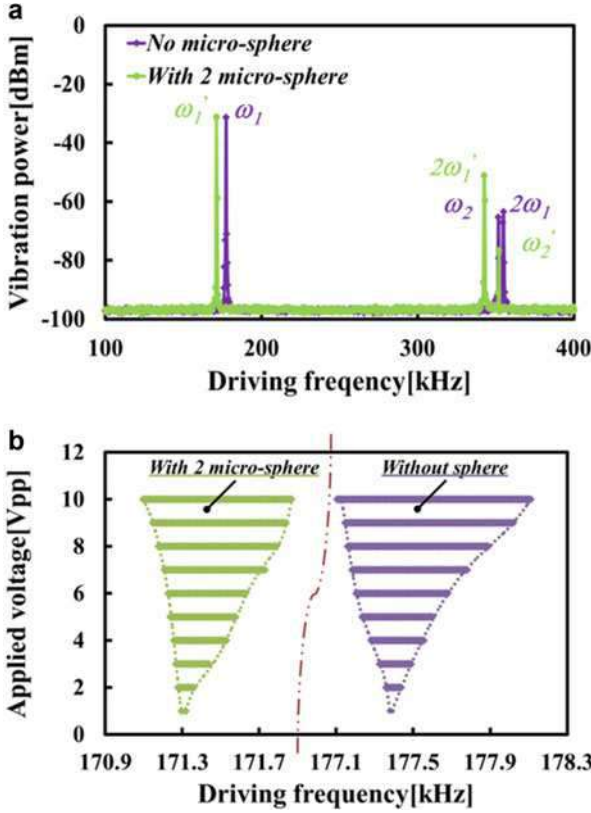 a
0
-20
-40
-60
-80
-100
Vibration power[dBm]
No micro-sphere
With 2 micro-sphere
ω1' ω1
2ω1'
ω2 2ω1
ω2'
100 200 300 400
Driving freqency[kHz]
b
12
10
8
6
4
2
0
Applied voltage[Vpp]
With 2 micro-sphere Without sphere
170.9 171.3 171.7 177.1 177.5 177.9 178.3
Driving frequency[kHz]